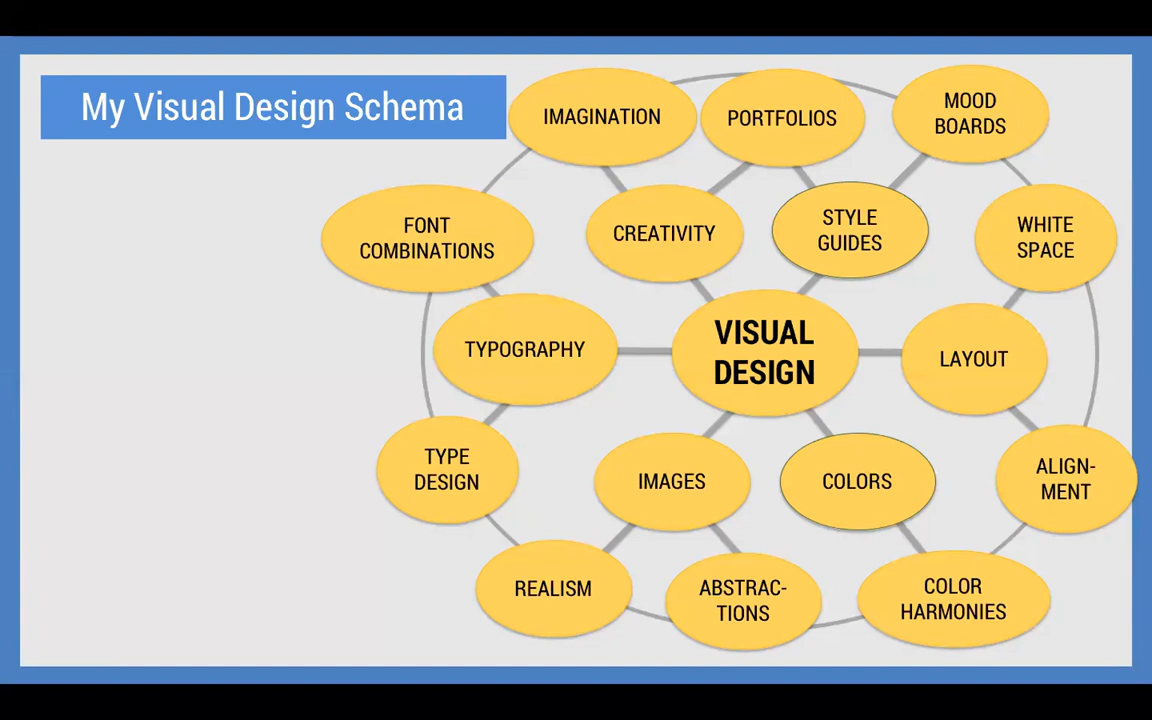 My Visual Design Schema
IMAGINATION
PORTFOLIOS
MOOD
BOARDS
FONT
COMBINATIONS
CREATIVITY
STYLE
GUIDES
WHITE
SPACE
TYPOGRAPHY
VISUAL
DESIGN
LAYOUT
TYPE
DESIGN
IMAGES
COLORS
ALIGN-
MENT
REALISM
ABSTRAC-
TIONS
COLOR
HARMONIES